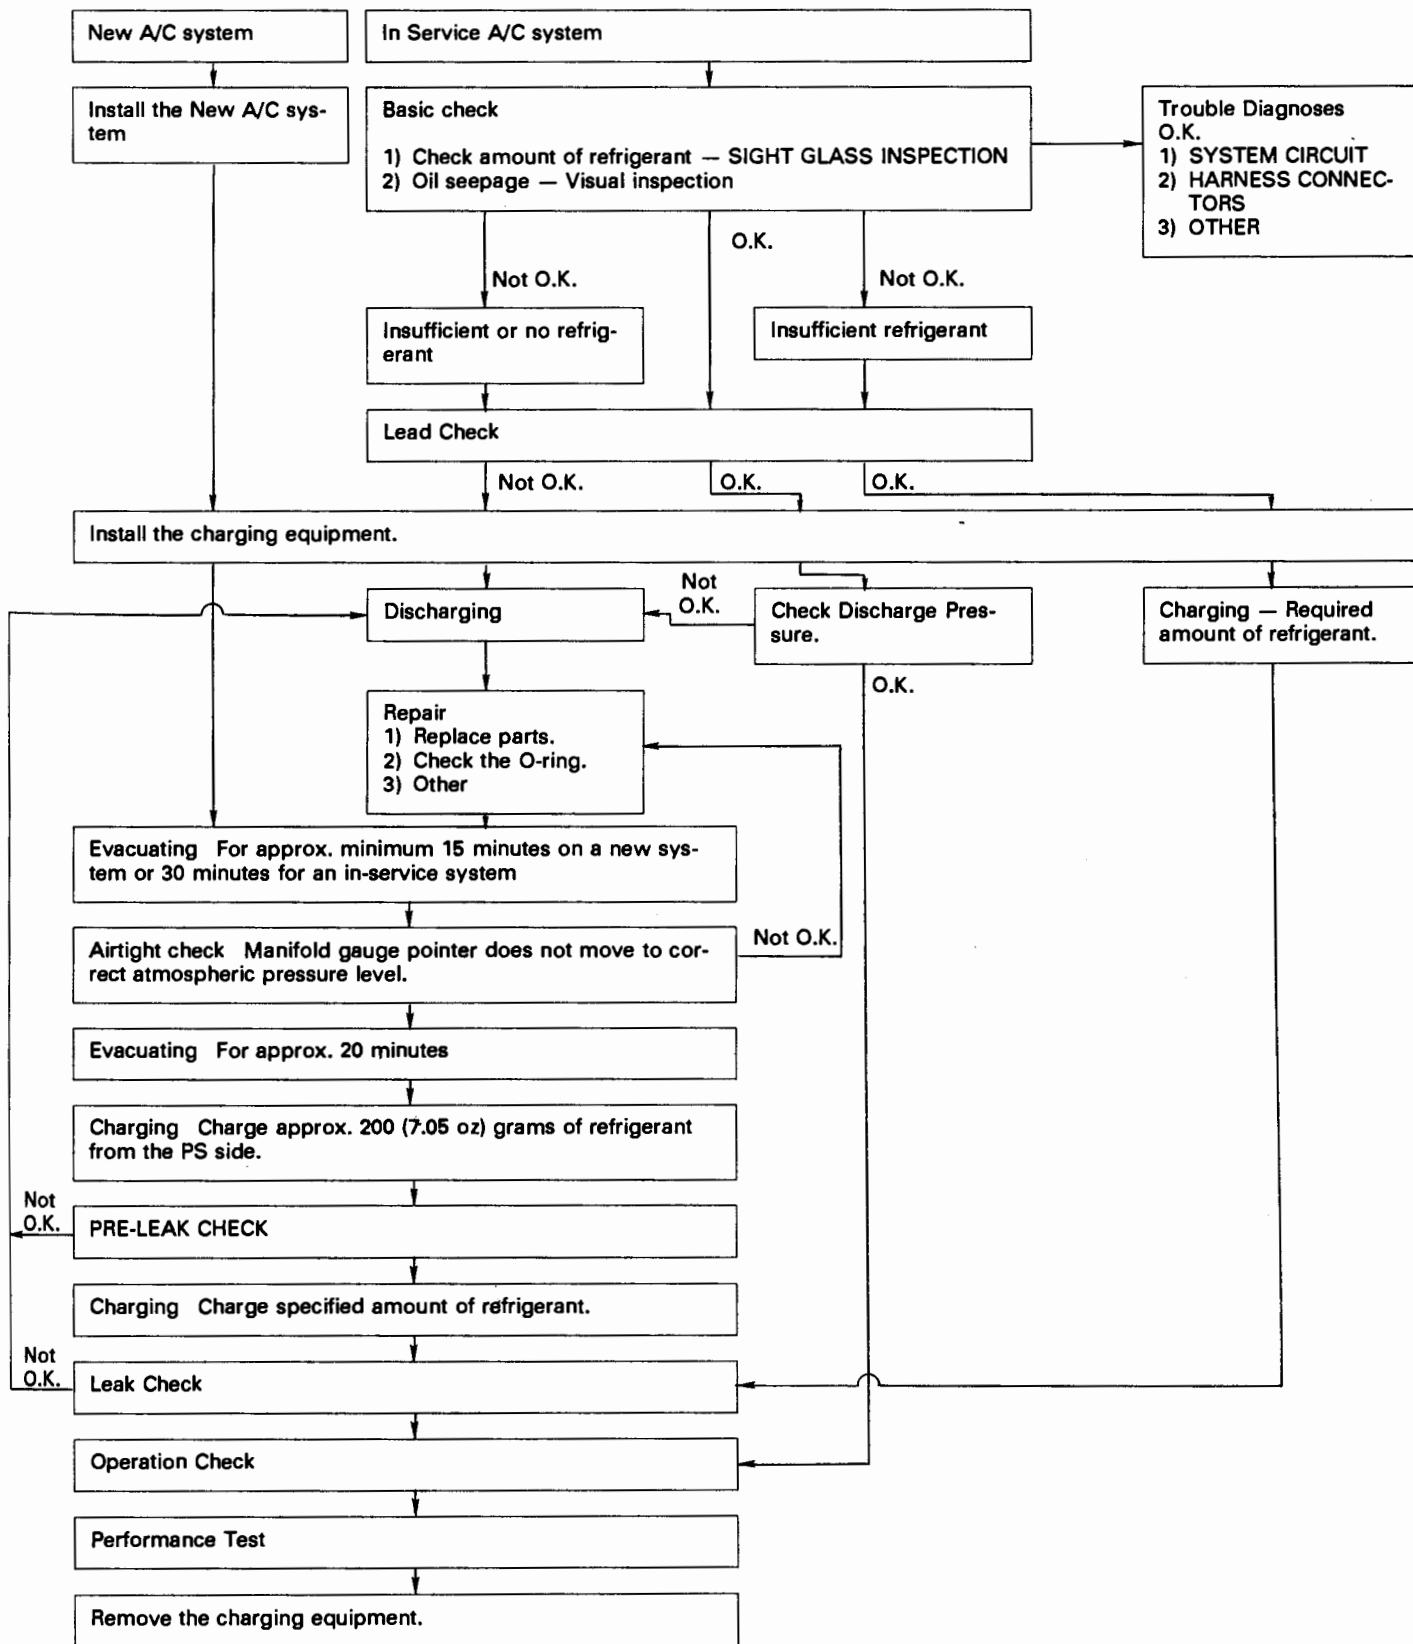 New A/C system
In Service A/C system
Install the New A/C sys-
tem
Basic check
1) Check amount of refrigerant — SIGHT GLASS INSPECTION
2) Oil seepage — Visual inspection
Trouble Diagnoses
O.K.
1) SYSTEM CIRCUIT
2) HARNESS CONNEC-
TORS
3) OTHER
O.K.
Not O.K.
Not O.K.
Insufficient or no refrig-
erant
Insufficient refrigerant
Lead Check
Not O.K.
O.K.
O.K.
Install the charging equipment.
Discharging
Not
O.K.
Check Discharge Pres-
sure.
Charging — Required
amount of refrigerant.
O.K.
Repair
1) Replace parts.
2) Check the O-ring.
3) Other
Evacuating For approx. minimum 15 minutes on a new sys-
tem or 30 minutes for an in-service system
Airtight check Manifold gauge pointer does not move to cor-
rect atmospheric pressure level.
Not O.K.
Evacuating For approx. 20 minutes
Charging Charge approx. 200 (7.05 oz) grams of refrigerant
from the PS side.
Not
O.K.
PRE-LEAK CHECK
Charging Charge specified amount of refrigerant.
Not
O.K.
Leak Check
Operation Check
Performance Test
Remove the charging equipment.